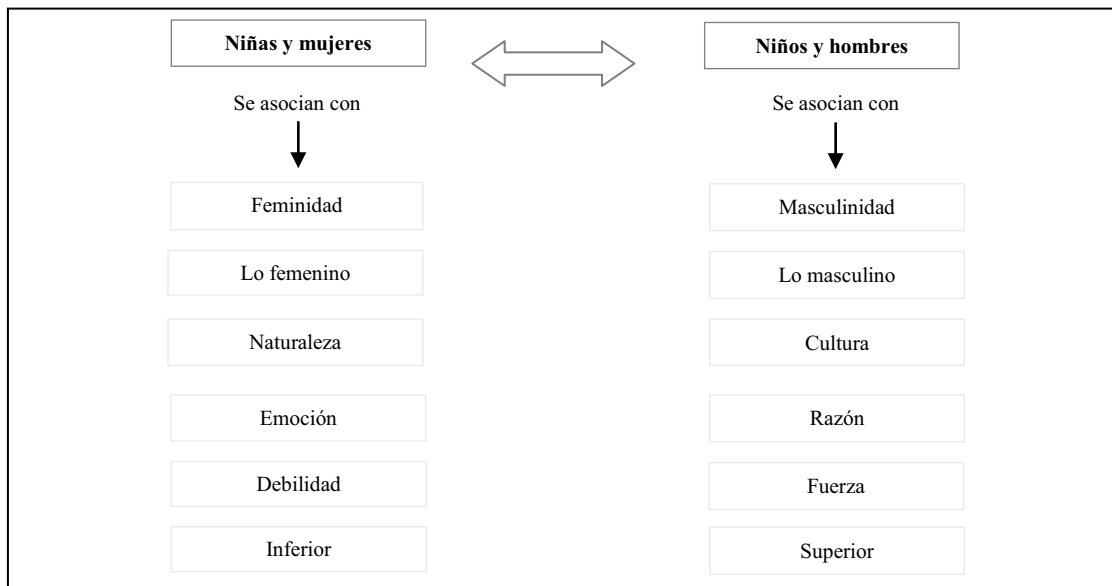 Niñas y mujeres
Niños y hombres
Se asocian con
Se asocian con
Feminidad
Masculinidad
Lo femenino
Lo masculino
Naturaleza
Cultura
Emoción
Razón
Debilidad
Fuerza
Inferior
Superior